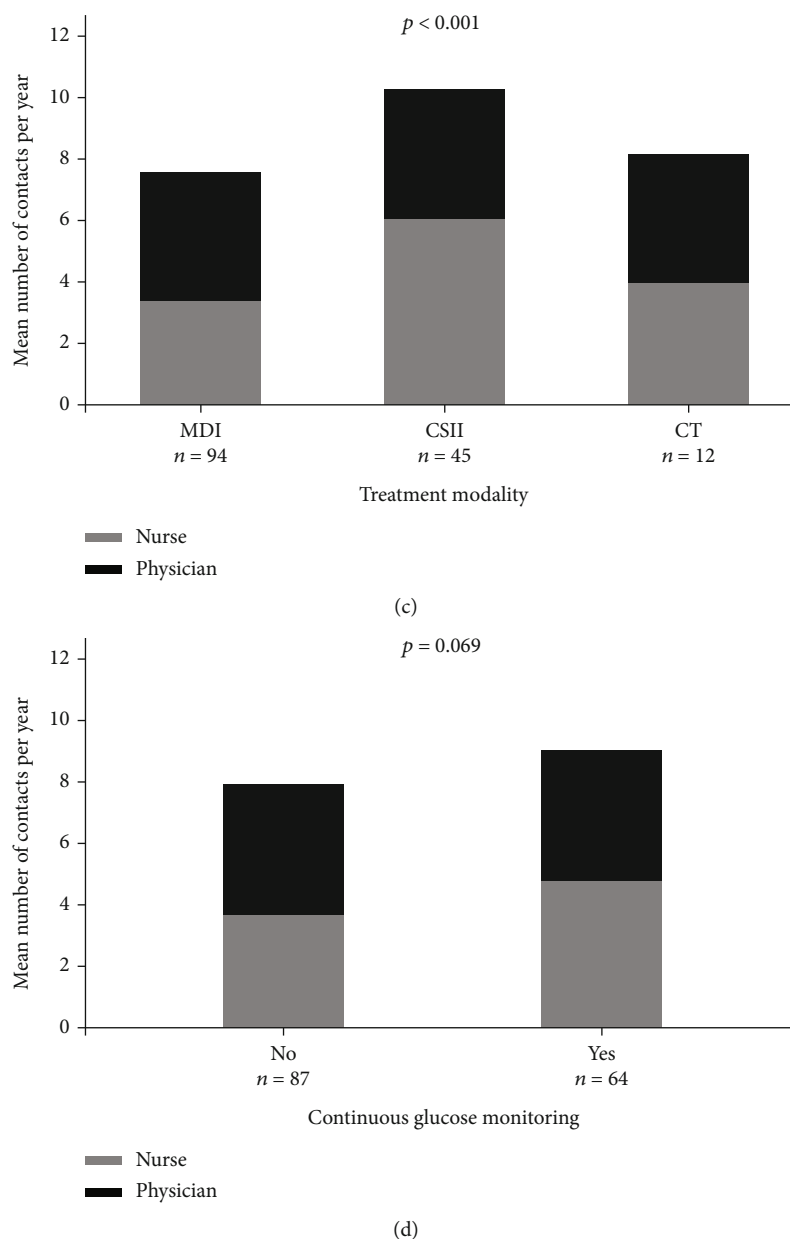 p < 0.001
12
10
8
6
4
2
0
Mean number of contacts per year
MDI
n = 94
CSII
n = 45
CT
n = 12
Treatment modality
Nurse
Physician
(c)
p = 0.069
12
10
8
6
4
2
0
Mean number of contacts per year
No
n = 87
Yes
n = 64
Continuous glucose monitoring
Nurse
Physician
(d)